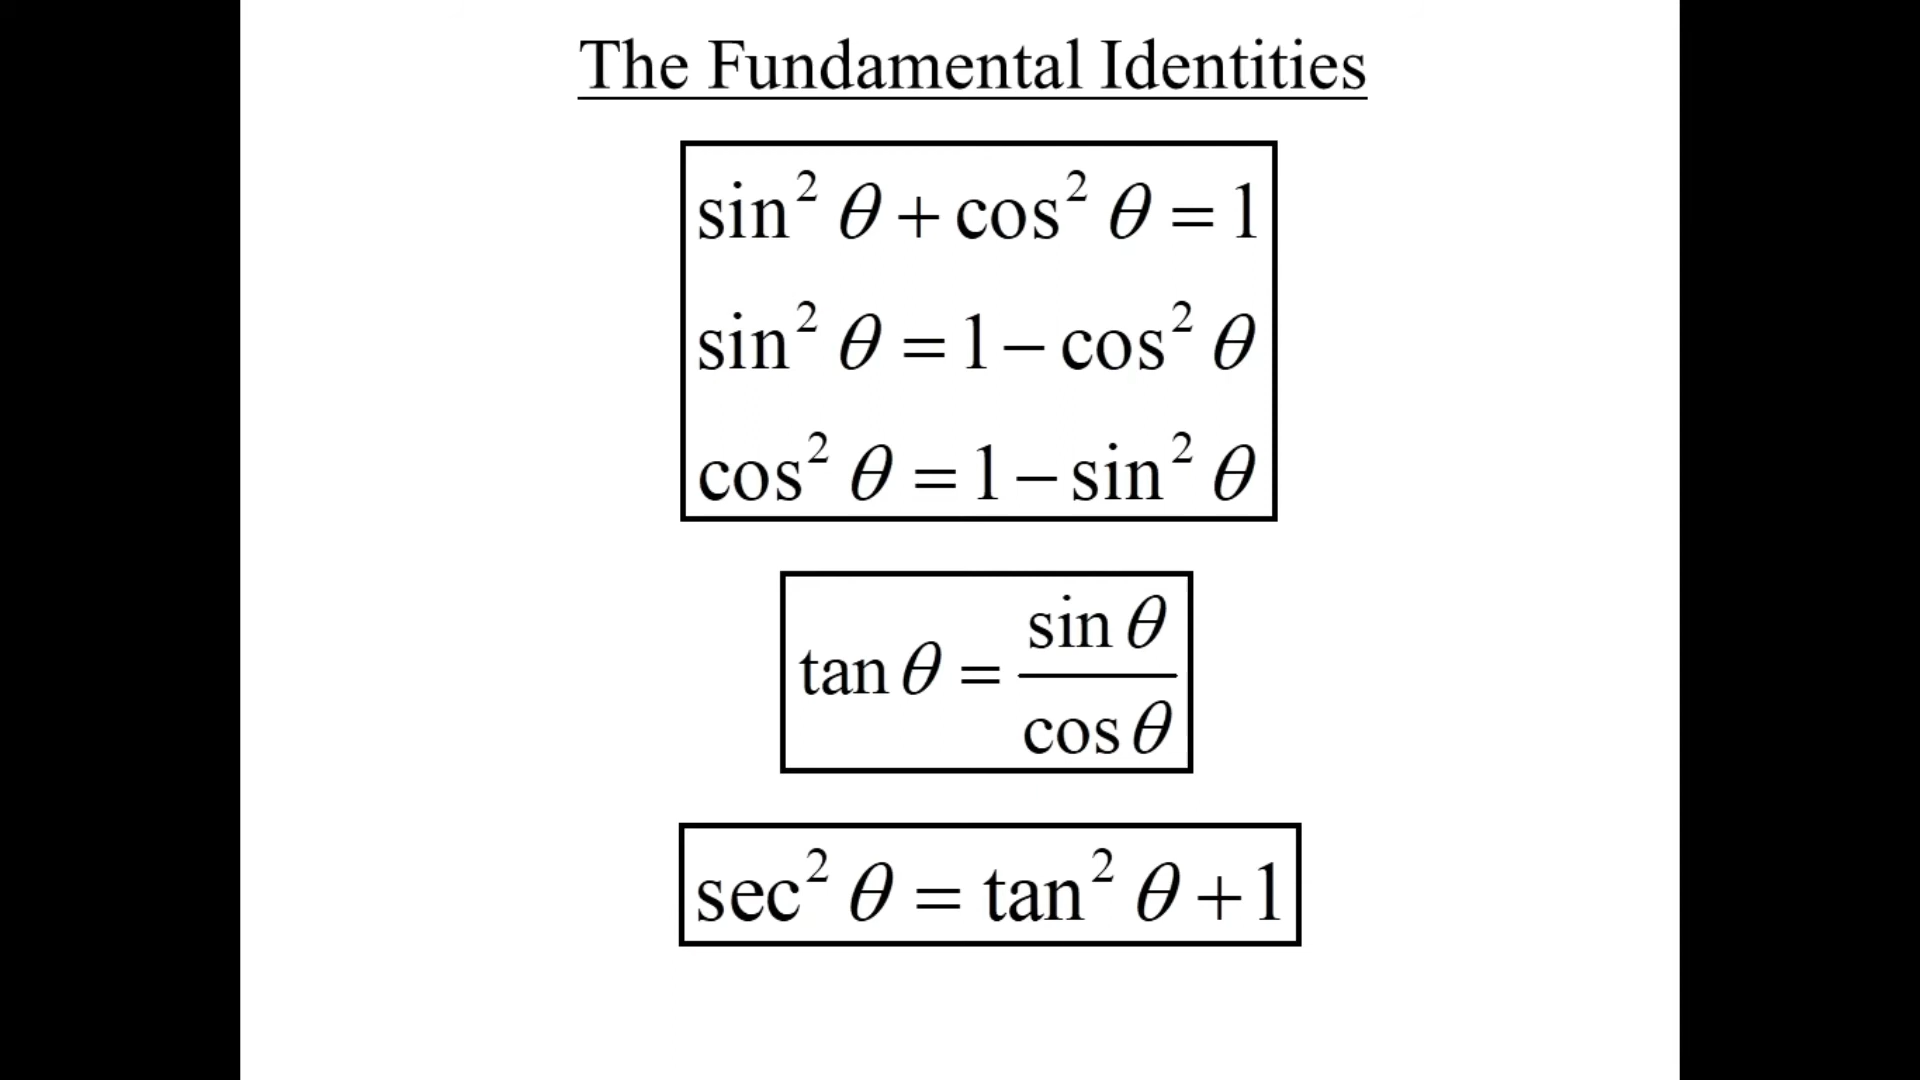 The Fundamental Identities
sin² θ + cos² θ = 1
sin² θ = 1 − cos² θ
cos² θ = 1 − sin² θ
tan θ = sin θ / cos θ
sec² θ = tan² θ + 1